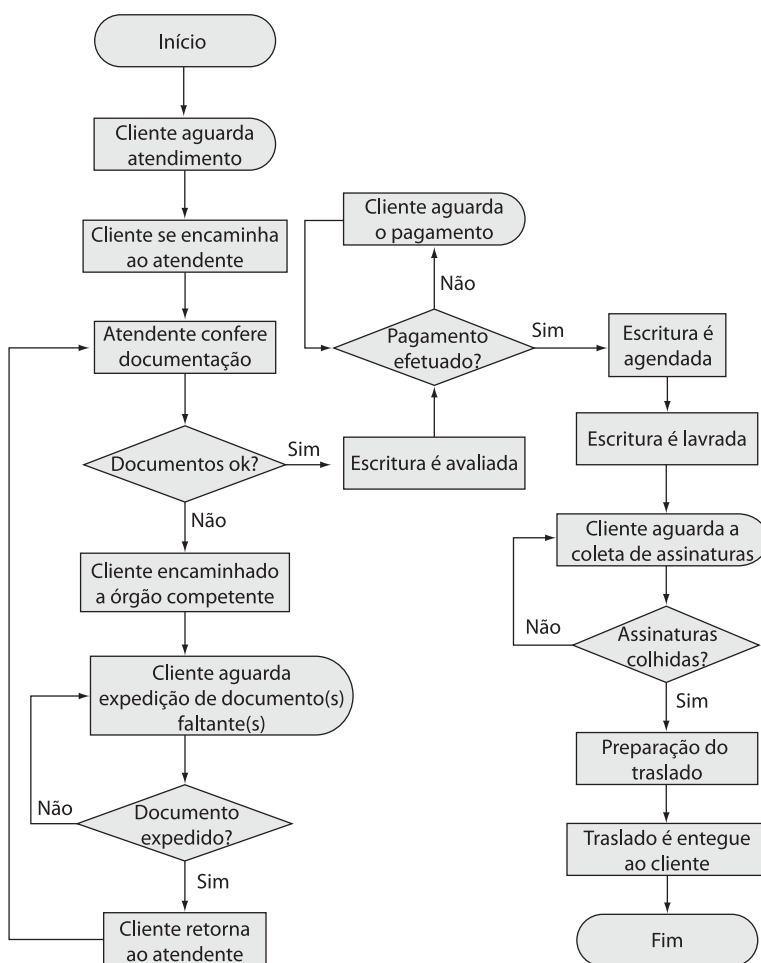 Início
Cliente aguarda
atendimento
Cliente se encaminha
ao atendente
Atendente confere
documentação
Documentos ok?
Sim
Não
Cliente encaminhado
a órgão competente
Cliente aguarda
expedição de documento(s)
faltante(s)
Documento
expedido?
Não
Sim
Cliente retorna
ao atendente
Escritura é avaliada
Pagamento
efetuado?
Não
Cliente aguarda
o pagamento
Sim
Escritura é
agendada
Escritura é lavrada
Cliente aguarda a
coleta de assinaturas
Assinaturas
colhidas?
Não
Sim
Preparação do
traslado
Traslado é entegue
ao cliente
Fim